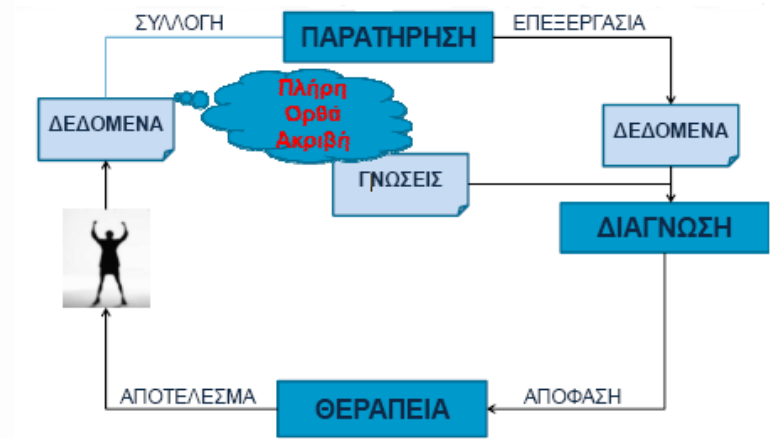 ΣΥΛΛΟΓΗ
ΠΑΡΑΤΗΡΗΣΗ
ΕΠΕΞΕΡΓΑΣΙΑ
Πλήρη
Ορθά
Ακριβή
ΔΕΔΟΜΕΝΑ
ΔΕΔΟΜΕΝΑ
ΓΝΩΣΕΙΣ
ΔΙΑΓΝΩΣΗ
ΑΠΟΤΕΛΕΣΜΑ
ΘΕΡΑΠΕΙΑ
ΑΠΟΦΑΣΗ